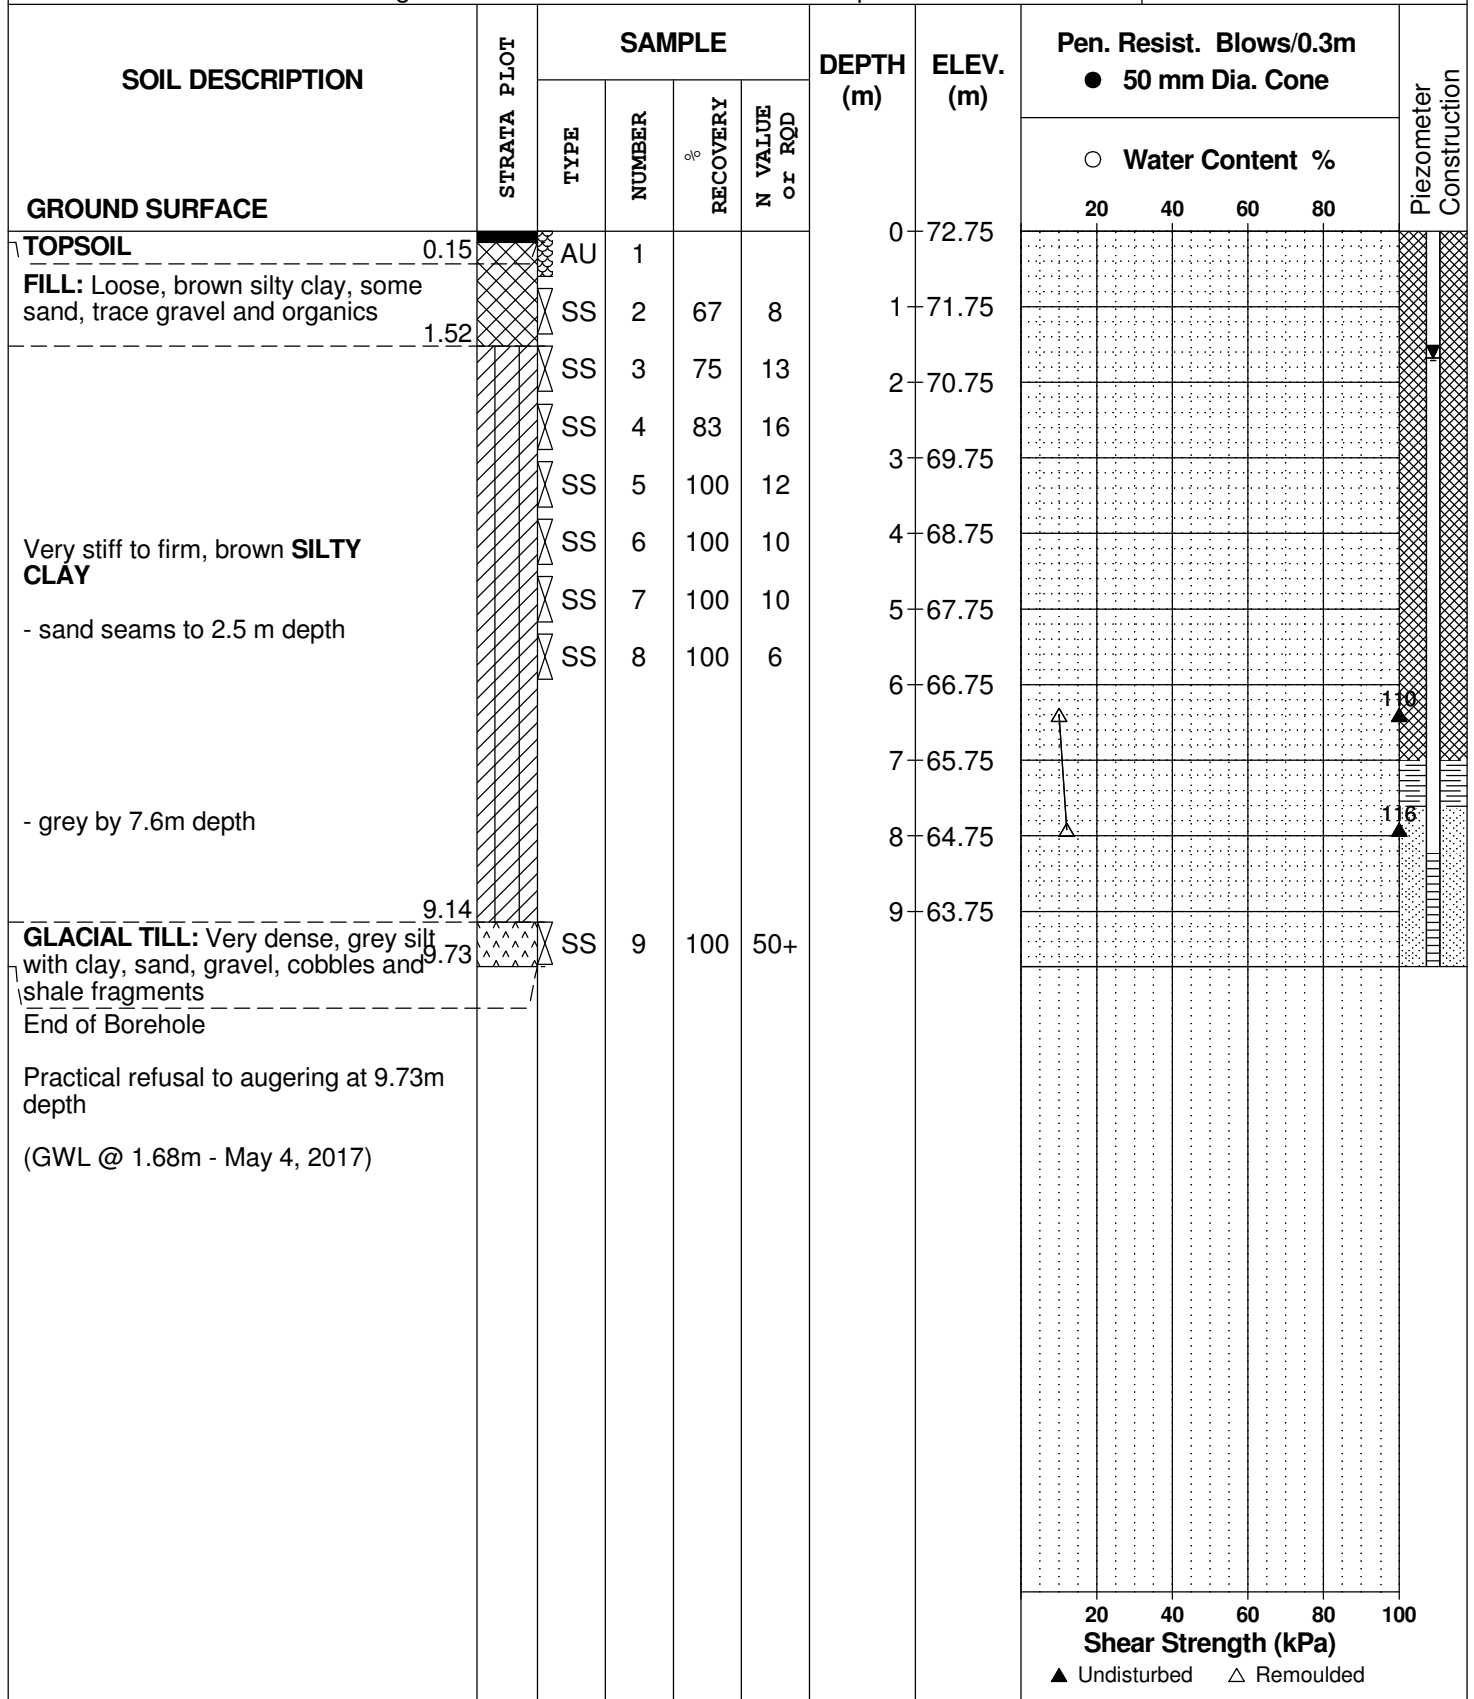 SOIL DESCRIPTION
GROUND SURFACE
STRATA PLOT
SAMPLE
TYPE
NUMBER
%
RECOVERY
N VALUE
or RQD
DEPTH
(m)
ELEV.
(m)
Pen. Resist. Blows/0.3m
● 50 mm Dia. Cone
○ Water Content %
20 40 60 80
Piezometer
Construction
TOPSOIL 0.15
FILL: Loose, brown silty clay, some
sand, trace gravel and organics
1.52
Very stiff to firm, brown SILTY
CLAY
- sand seams to 2.5 m depth
- grey by 7.6m depth
9.14
GLACIAL TILL: Very dense, grey silt
9.73
with clay, sand, gravel, cobbles and
shale fragments
End of Borehole
Practical refusal to augering at 9.73m
depth
(GWL @ 1.68m - May 4, 2017)
AU 1
SS 2 67 8
SS 3 75 13
SS 4 83 16
SS 5 100 12
SS 6 100 10
SS 7 100 10
SS 8 100 6
SS 9 100 50+
0 72.75
1 71.75
2 70.75
3 69.75
4 68.75
5 67.75
6 66.75
7 65.75
8 64.75
9 63.75
110
116
20 40 60 80 100
Shear Strength (kPa)
▲ Undisturbed △ Remoulded